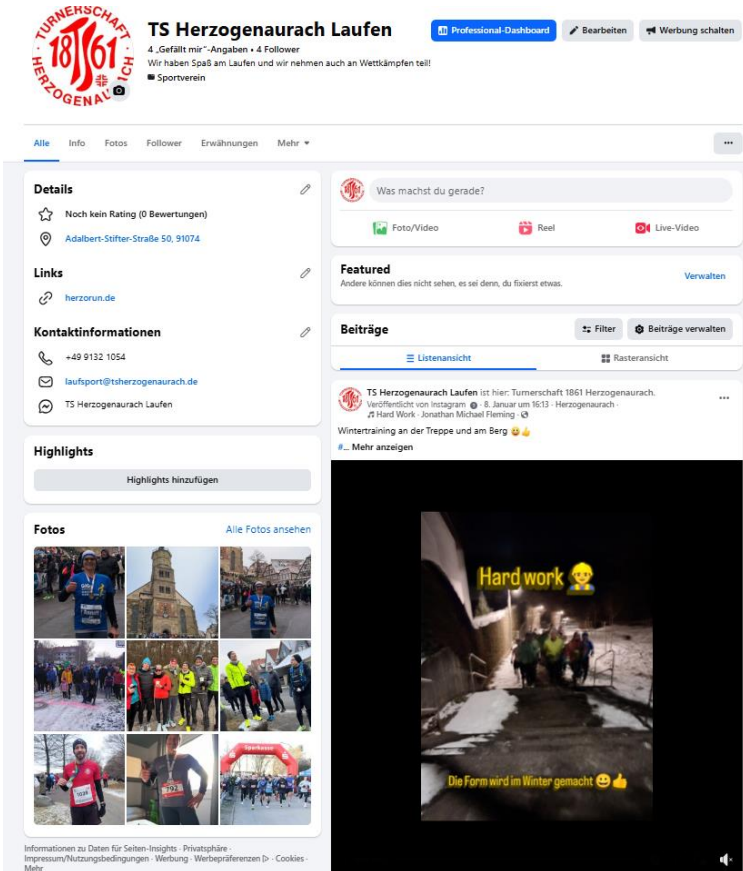 TURNERSCHAFT
1861
HERZOGENAURACH
TS Herzogenaurach Laufen
4 „Gefällt mir“-Angaben • 4 Follower
Wir haben Spaß am Laufen und wir nehmen auch an Wettkämpfen teil!
Sportverein
Professional-Dashboard
Bearbeiten
Werbung schalten
Alle Info Fotos Follower Erwähnungen Mehr
Details
Noch kein Rating (0 Bewertungen)
Adalbert-Stifter-Straße 50, 91074
Links
herzorun.de
Kontaktinformationen
+49 9132 1054
laufsport@tsherzogenaurach.de
TS Herzogenaurach Laufen
Highlights
Highlights hinzufügen
Fotos
Alle Fotos ansehen
1028
792
Sparkasse
Informationen zu Daten für Seiten-Insights · Privatsphäre ·
Impressum/Nutzungsbedingungen · Werbung · Werbepräferenzen · Cookies ·
Mehr
Was machst du gerade?
Foto/Video
Reel
Live-Video
Featured
Andere können dies nicht sehen, es sei denn, du fixierst etwas.
Verwalten
Beiträge
Filter
Beiträge verwalten
Listenansicht
Rasteransicht
TS Herzogenaurach Laufen ist hier: Turnerschaft 1861 Herzogenaurach.
Veröffentlicht von Instagram · 8. Januar um 16:13 · Herzogenaurach ·
Hard Work · Jonathan Michael Fleming ·
Wintertraining an der Treppe und am Berg 😃👍
#... Mehr anzeigen
Hard work 👷
Die Form wird im Winter gemacht 😀👍